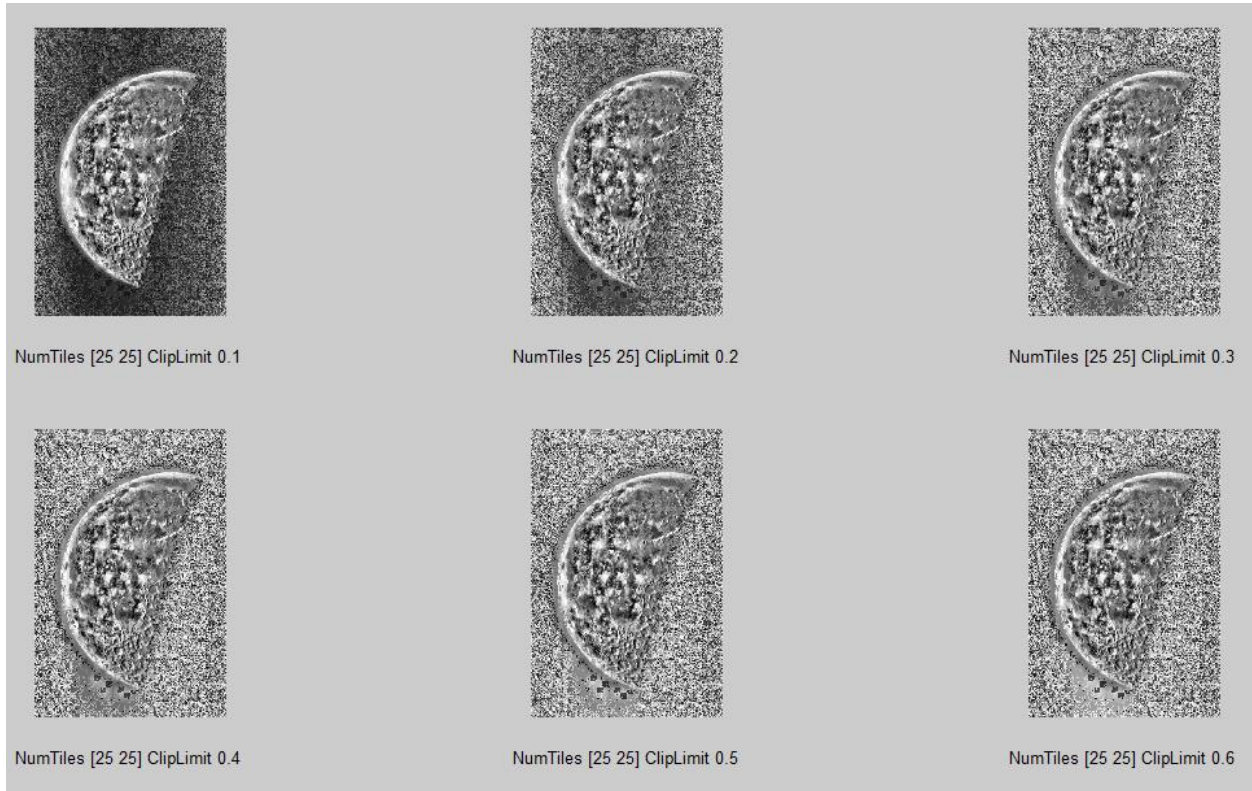 NumTiles [25 25] ClipLimit 0.1
NumTiles [25 25] ClipLimit 0.2
NumTiles [25 25] ClipLimit 0.3
NumTiles [25 25] ClipLimit 0.4
NumTiles [25 25] ClipLimit 0.5
NumTiles [25 25] ClipLimit 0.6